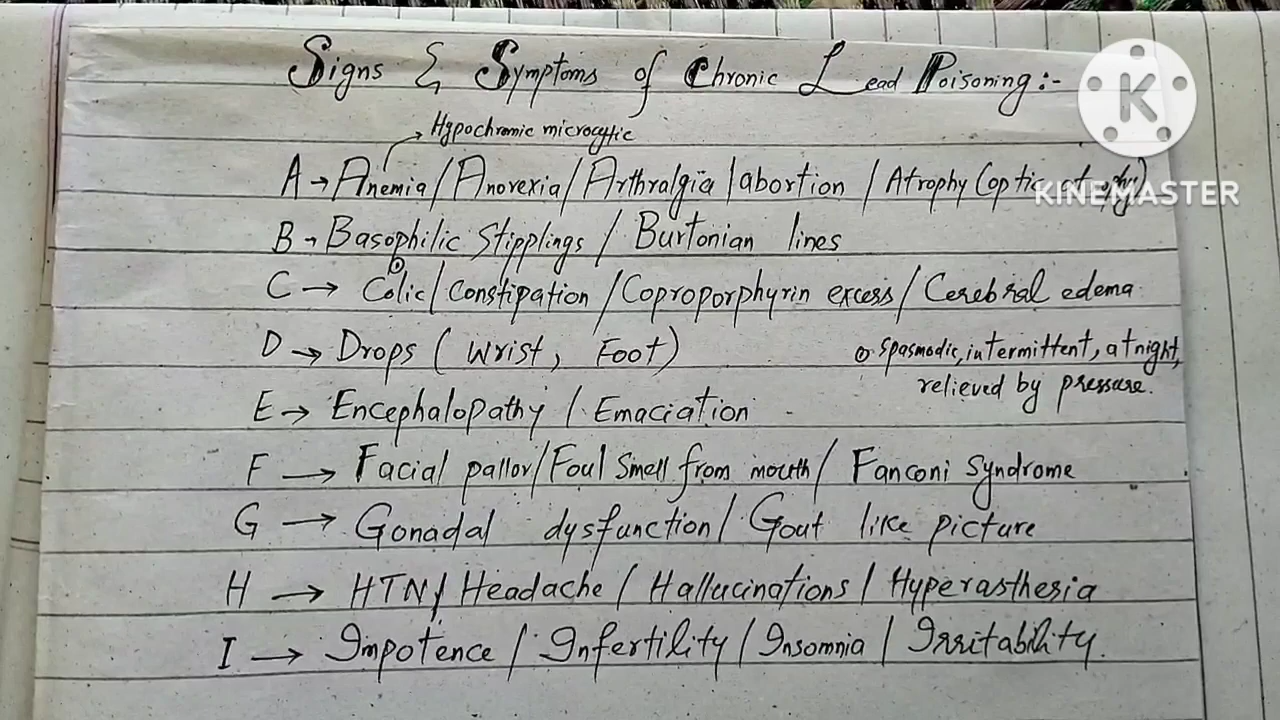 Signs & Symptoms of Chronic Lead Poisoning:-
K
Hypochromic microcytic
A → Anemia / Anorexia / Arthralgia / abortion / Atrophy (optic
KINEMASTER
B → Basophilic Stipplings / Burtonian lines
C → Colic / Constipation / Coproporphyrin excess / Cerebral edema
D → Drops ( Wrist, Foot)
⊙ spasmodic, intermittent, at night,
relieved by pressure.
E → Encephalopathy / Emaciation
F → Facial pallor / Foul Smell from mouth / Fanconi Syndrome
G → Gonadal dysfunction / Gout like picture
H → HTN / Headache / Hallucinations / Hyperasthesia
I → Impotence / Infertility / Insomnia / Irritability.